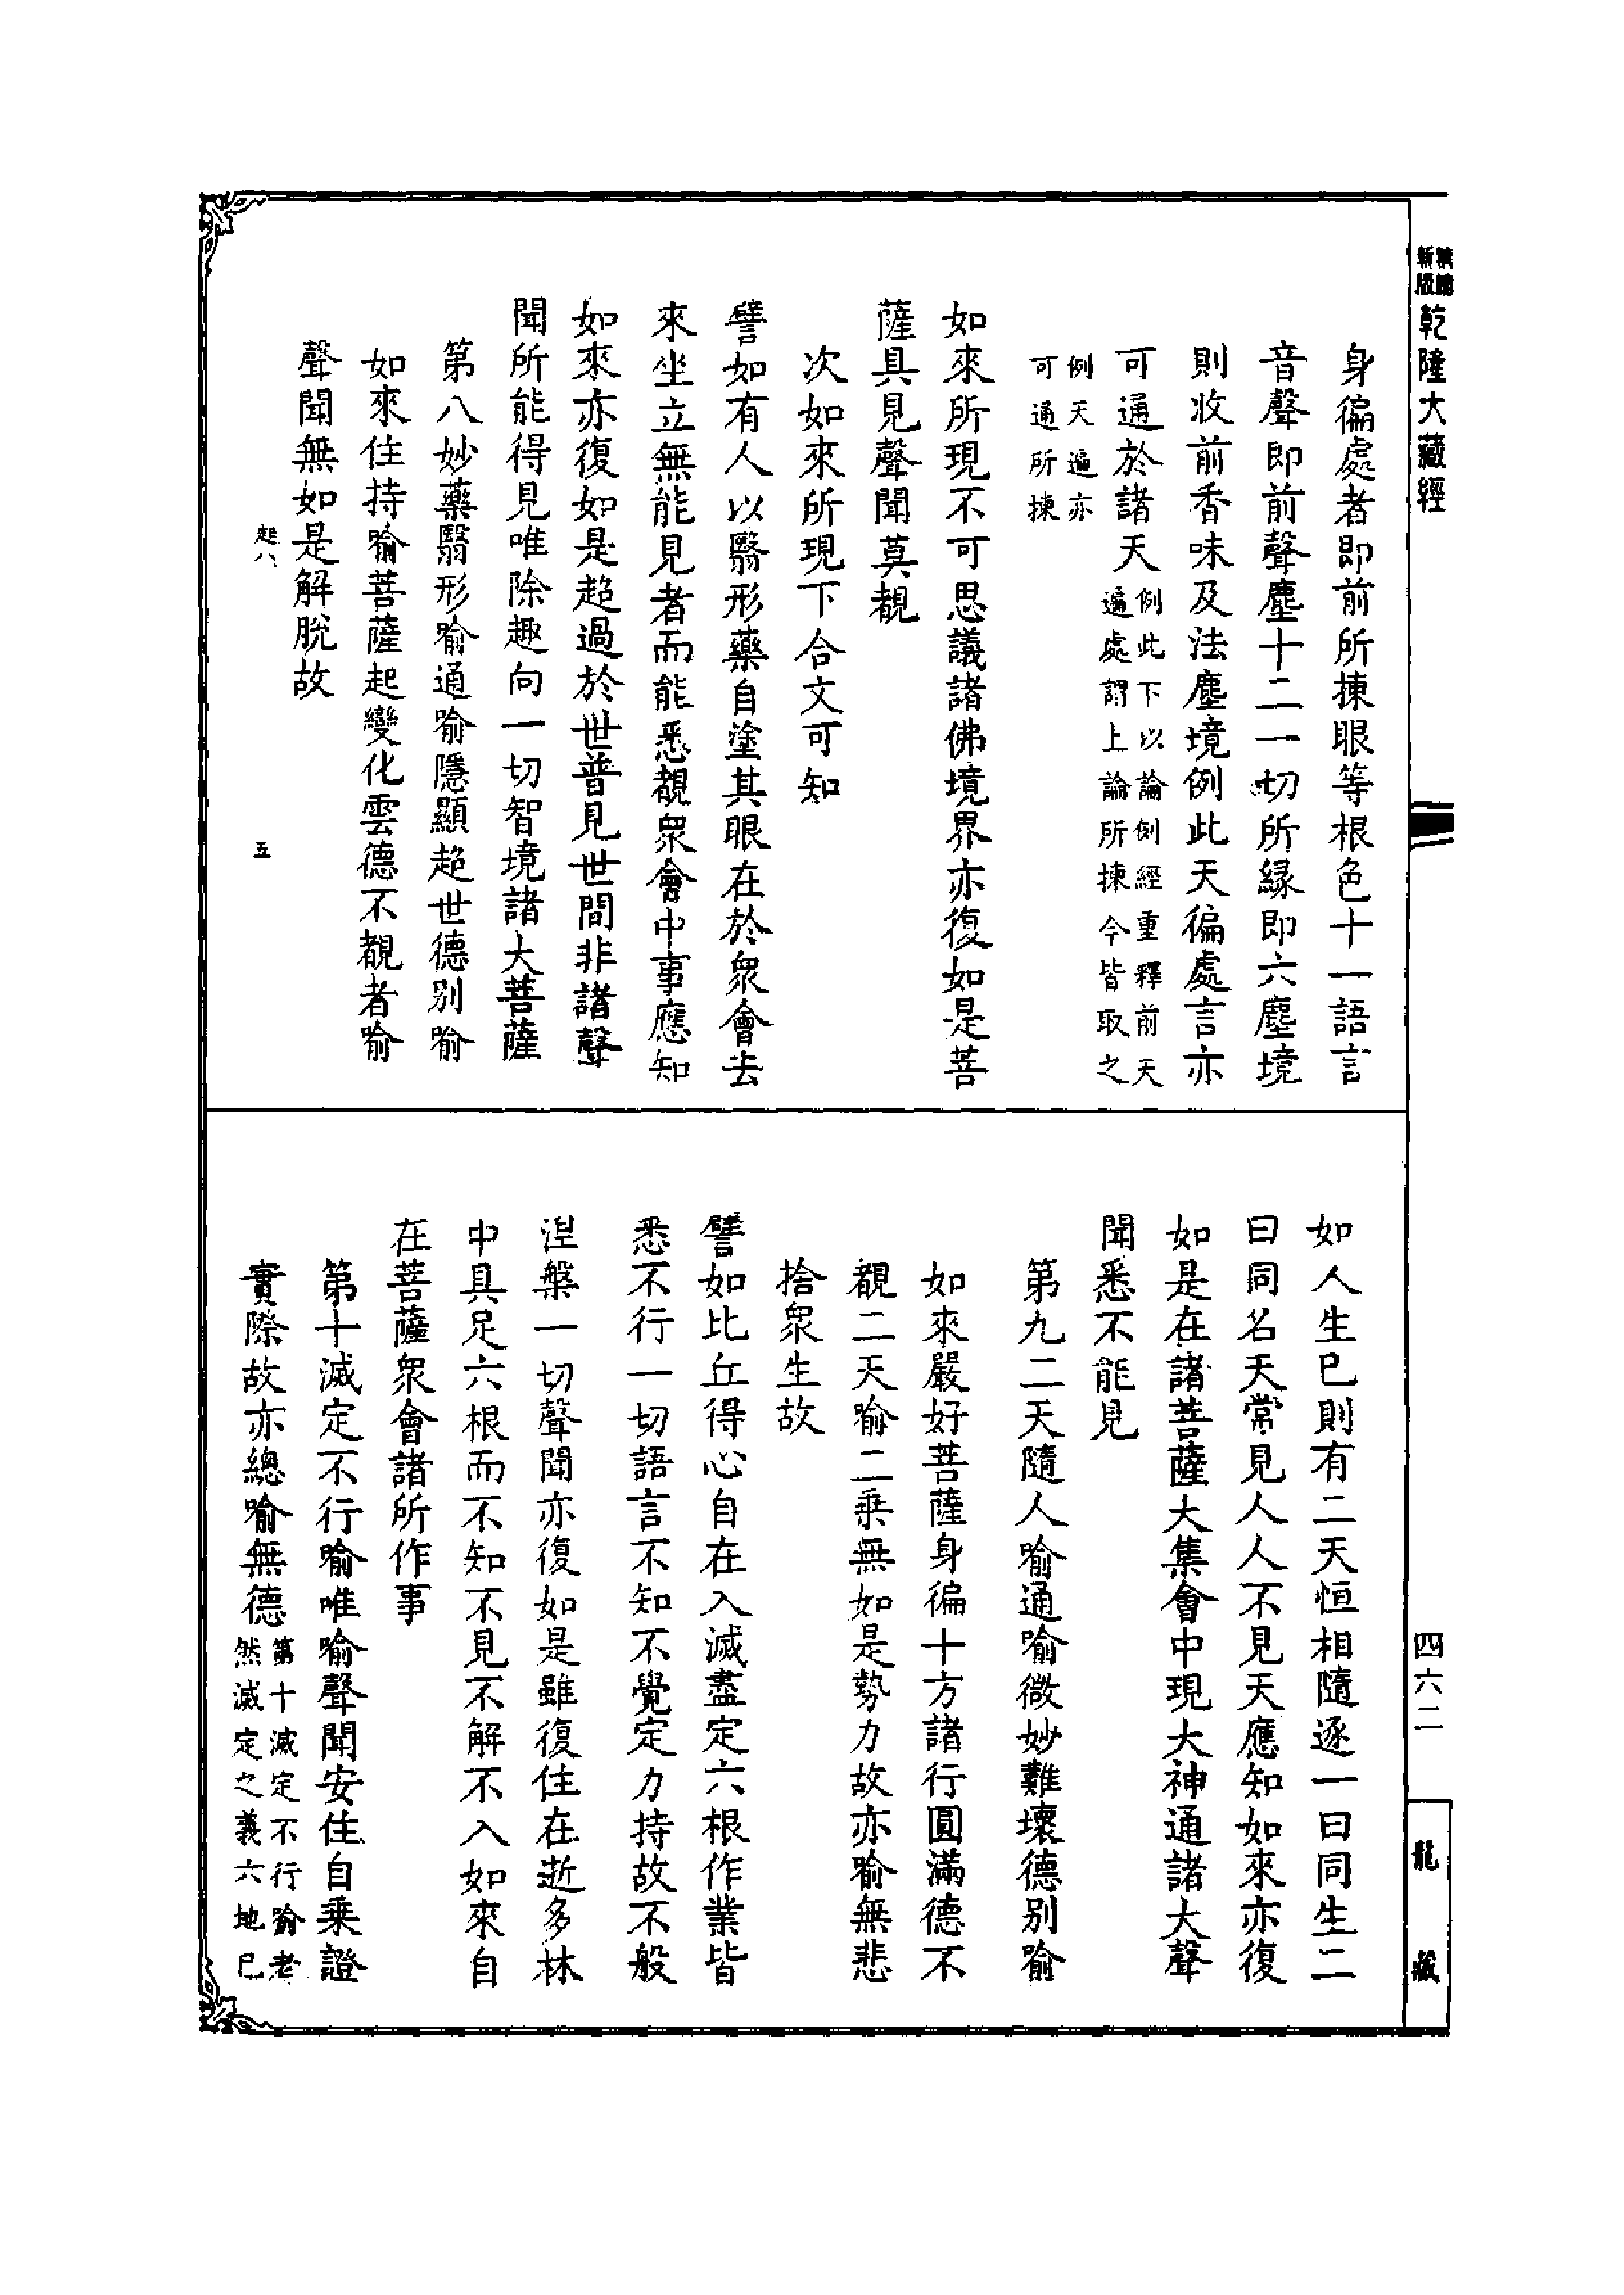 乾隆大藏經
身徧處者即前所揀眼等根色十一語言
音聲即前聲塵十二一切所緣即六塵境
則收前香味及法塵境例此天徧處言亦
可通於諸天例此下以論例經重釋前天
遍處謂上論所揀今皆取之
例天遍亦
可通所揀
如來所現不可思議諸佛境界亦復如是菩
薩具見聲聞莫覩
次如來所現下合文可知
譬如有人以翳形藥自塗其眼在於眾會去
來坐立無能見者而能悉覩眾會中事應知
如來亦復如是超過於世普見世間非諸聲
聞所能得見唯除趣向一切智境諸大菩薩
第八妙藥翳形喻通喻隱顯超世德別喻
如來住持喻菩薩起變化雲德不覩者喻
聲聞無如是解脫故
八
五
如人生已則有二天恒相隨逐一曰同生二
曰同名天常見人人不見天應知如來亦復
如是在諸菩薩大集會中現大神通諸大聲
聞悉不能見
第九二天隨人喻通喻微妙難壞德別喻
如來嚴好菩薩身徧十方諸行圓滿德不
覩二天喻二乘無如是勢力故亦喻無悲
捨眾生故
譬如比丘得心自在入滅盡定六根作業皆
悉不行一切語言不知不覺定力持故不般
涅槃一切聲聞亦復如是雖復住在逝多林
中具足六根而不知不見不解不入如來自
在菩薩眾會諸所作事
第十滅定不行喻唯喻聲聞安住自乘證
實際故亦總喻無德第十滅定不行喻者
然滅定之義六地已
四六二
龍藏